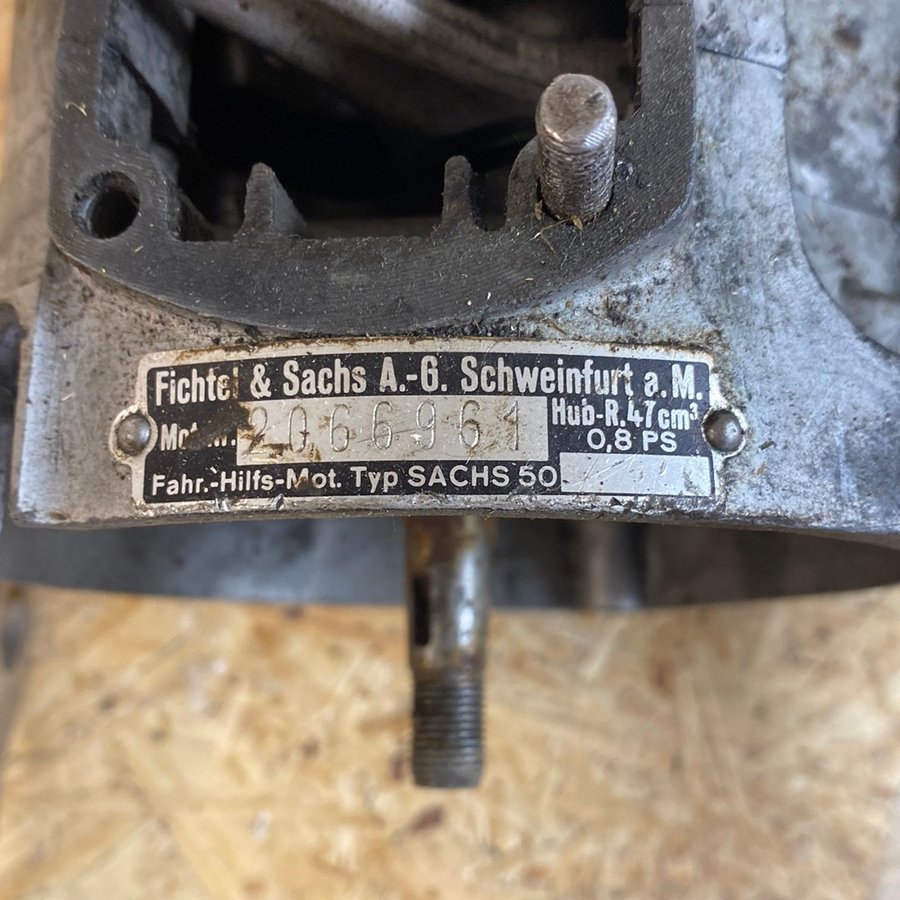 Fichtel & Sachs A.-G. Schweinfurt a.M.
Mot.-Nr. 2066961
Hub-R. 47 cm³
0,8 PS
Fahr.-Hilfs-Mot. Typ SACHS 50